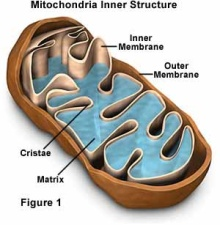 Mitochondria Inner Structure
Inner
Membrane
Outer
Membrane
Cristae
Matrix
Figure 1